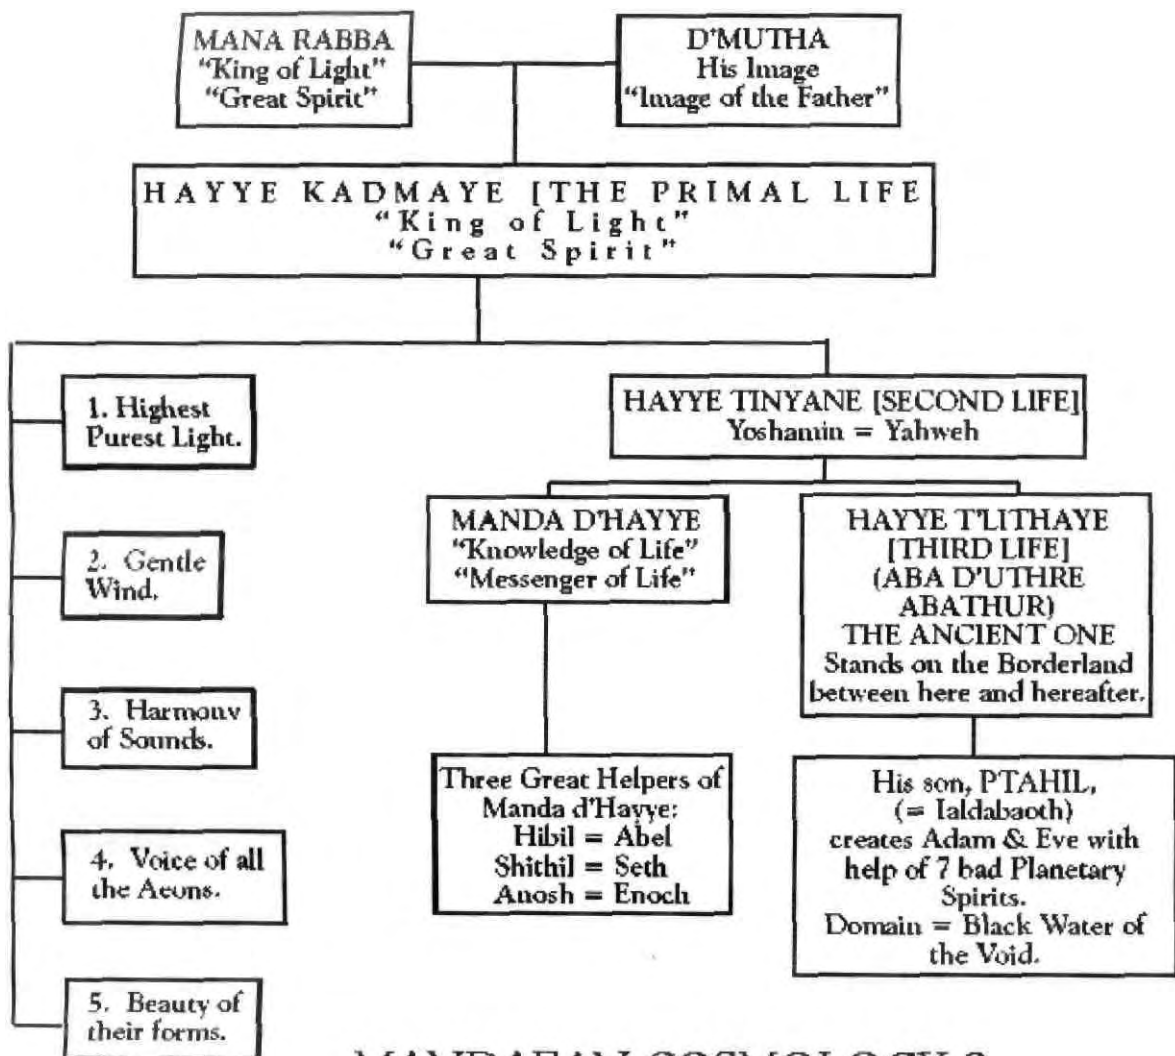 MANA RABBA
"King of Light"
"Great Spirit"
D'MUTHA
His Image
"Image of the Father"
HAYYE KADMAYE [THE PRIMAL LIFE
"King of Light"
"Great Spirit"
1. Highest
Purest Light.
2. Gentle
Wind.
3. Harmony
of Sounds.
4. Voice of all
the Aeons.
5. Beauty of
their forms.
HAYYE TINYANE [SECOND LIFE]
Yoshamin = Yahweh
MANDA D'HAYYE
"Knowledge of Life"
"Messenger of Life"
HAYYE T'LITHAYE
[THIRD LIFE]
(ABA D'UTHRE
ABATHUR)
THE ANCIENT ONE
Stands on the Borderland
between here and hereafter.
Three Great Helpers of
Manda d'Hayye:
Hibil = Abel
Shithil = Seth
Anosh = Enoch
His son, PTAHIL,
(= Ialdabaoth)
creates Adam & Eve with
help of 7 bad Planetary
Spirits.
Domain = Black Water of
the Void.